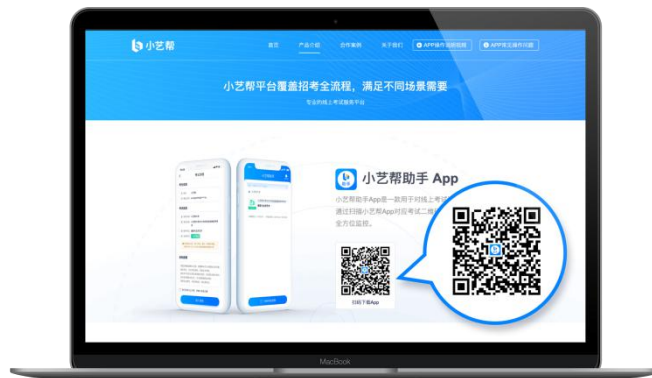 小艺帮
首页
产品介绍
合作案例
关于我们
APP操作说明视频
APP常见操作问题
小艺帮平台覆盖招考全流程，满足不同场景需要
专业的线上考试服务平台
小艺帮助手 App
小艺帮助手App是一款用于对线上考试
通过扫描小艺帮App对应考试二维
全方位监控。
扫码下载App
MacBook